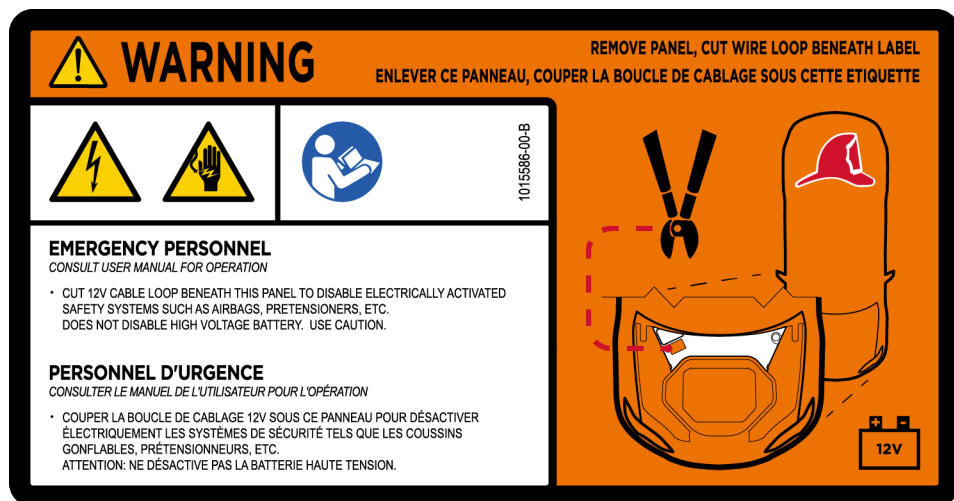 WARNING
REMOVE PANEL, CUT WIRE LOOP BENEATH LABEL
ENLEVER CE PANNEAU, COUPER LA BOUCLE DE CABLAGE SOUS CETTE ETIQUETTE
1015586-00-B
EMERGENCY PERSONNEL
CONSULT USER MANUAL FOR OPERATION
• CUT 12V CABLE LOOP BENEATH THIS PANEL TO DISABLE ELECTRICALLY ACTIVATED
SAFETY SYSTEMS SUCH AS AIRBAGS, PRETENSIONERS, ETC.
DOES NOT DISABLE HIGH VOLTAGE BATTERY. USE CAUTION.
PERSONNEL D'URGENCE
CONSULTER LE MANUEL DE L'UTILISATEUR POUR L'OPÉRATION
• COUPER LA BOUCLE DE CABLAGE 12V SOUS CE PANNEAU POUR DÉSACTIVER
ÉLECTRIQUEMENT LES SYSTÈMES DE SÉCURITÉ TELS QUE LES COUSSINS
GONFLABLES, PRÉTENSIONNEURS, ETC.
ATTENTION: NE DÉSACTIVE PAS LA BATTERIE HAUTE TENSION.
+ -
12V